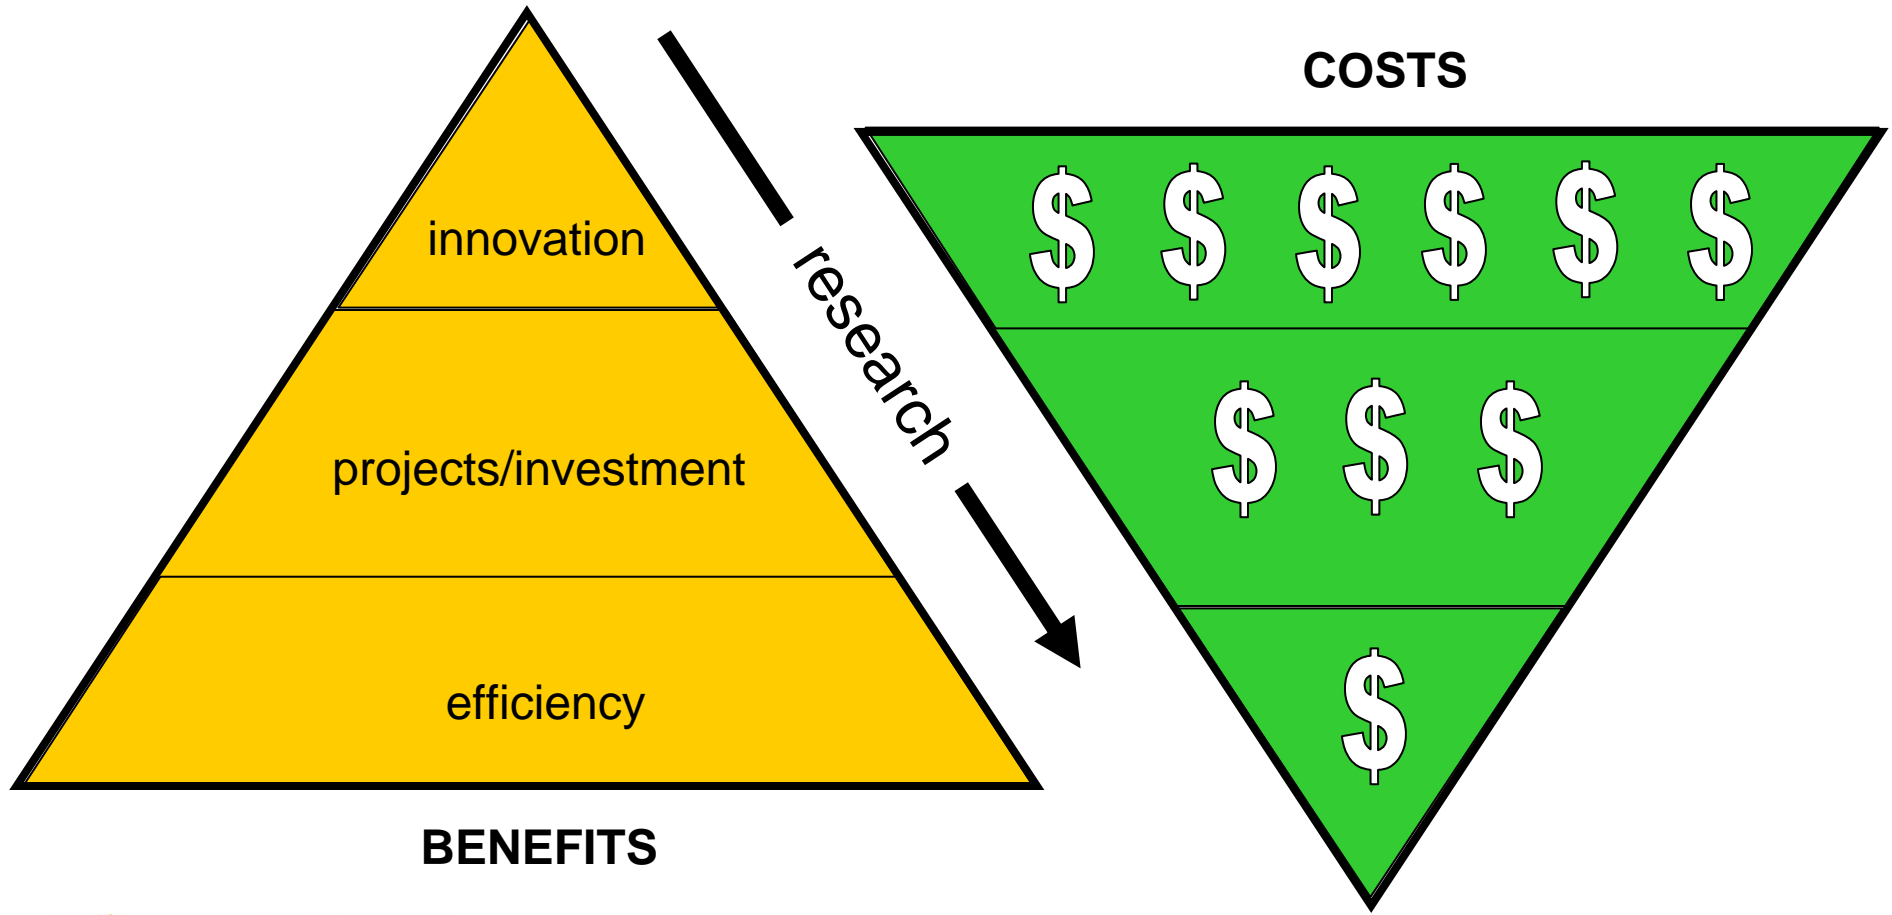 COSTS
$ $ $ $ $ $
innovation
research
$ $ $
projects/investment
efficiency
$
BENEFITS